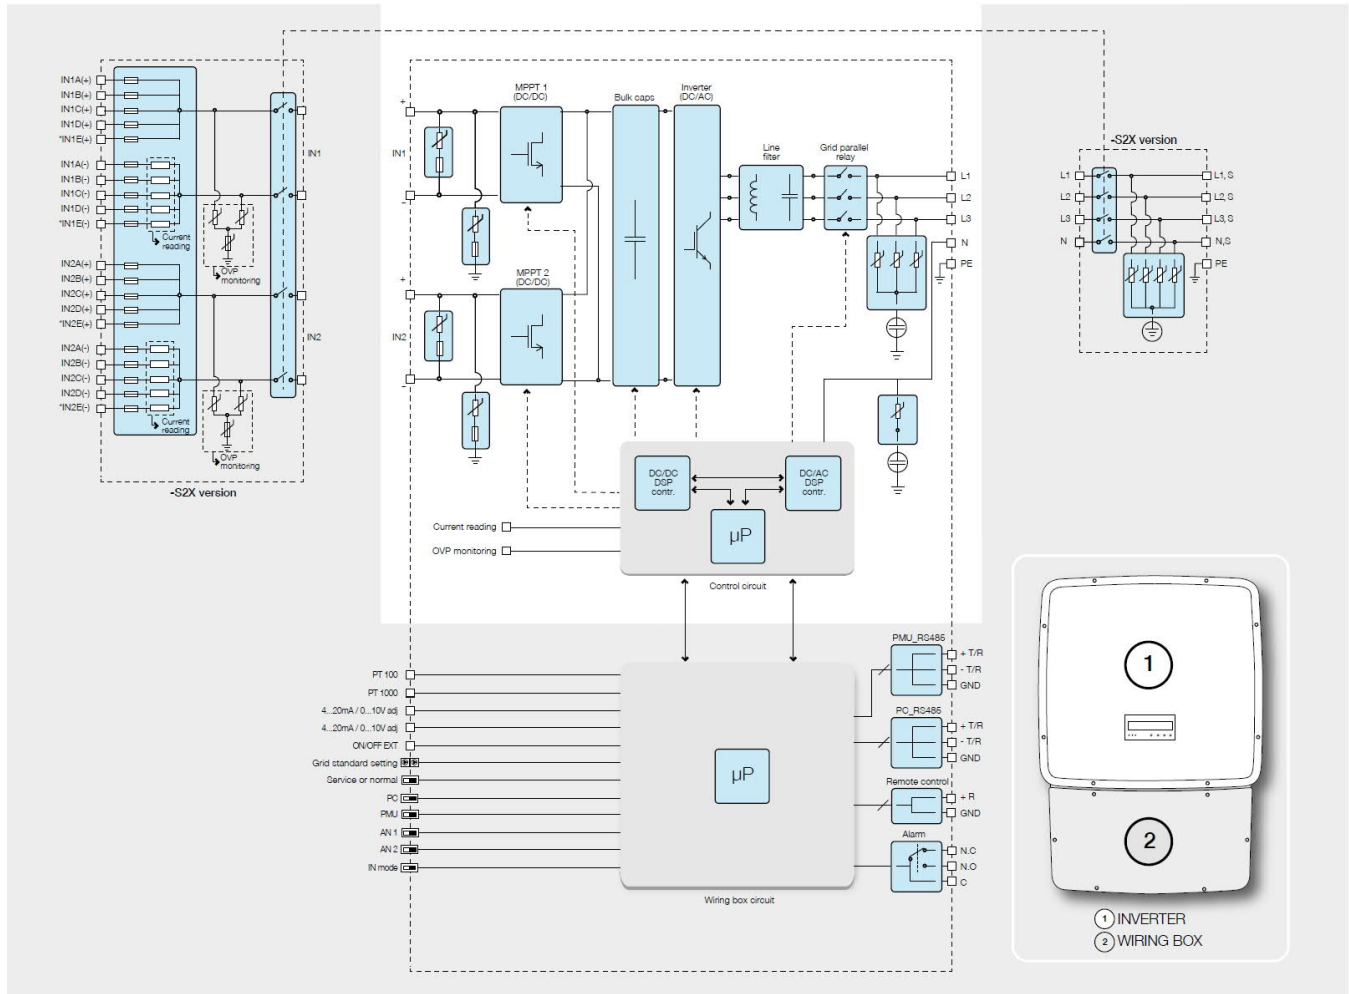 IN1A(+)
IN1B(+)
IN1C(+)
IN1D(+)
*IN1E(+)
IN1A(-)
IN1B(-)
IN1C(-)
IN1D(-)
*IN1E(-)
Current
reading
OVP
monitoring
IN2A(+)
IN2B(+)
IN2C(+)
IN2D(+)
*IN2E(+)
IN2A(-)
IN2B(-)
IN2C(-)
IN2D(-)
*IN2E(-)
Current
reading
OVP
monitoring
IN1
IN2
-S2X version
+
IN1
-
+
IN2
-
MPPT 1
(DC/DC)
MPPT 2
(DC/DC)
Bulk caps
Inverter
(DC/AC)
Line
filter
Grid parallel
relay
L1
L2
L3
N
PE
-S2X version
L1
L2
L3
N
L1, S
L2, S
L3, S
N,S
PE
DC/DC
DSP
contr.
DC/AC
DSP
contr.
µP
Current reading
OVP monitoring
Control circuit
PT 100
PT 1000
4...20mA / 0...10V adj
4...20mA / 0...10V adj
ON/OFF EXT
Grid standard setting
Service or normal
PC
PMU
AN 1
AN 2
IN mode
µP
Wiring box circuit
PMU_RS485
+ T/R
- T/R
GND
PC_RS485
+ T/R
- T/R
GND
Remote control
+ R
GND
Alarm
N.C
N.O
C
1
2
1 INVERTER
2 WIRING BOX